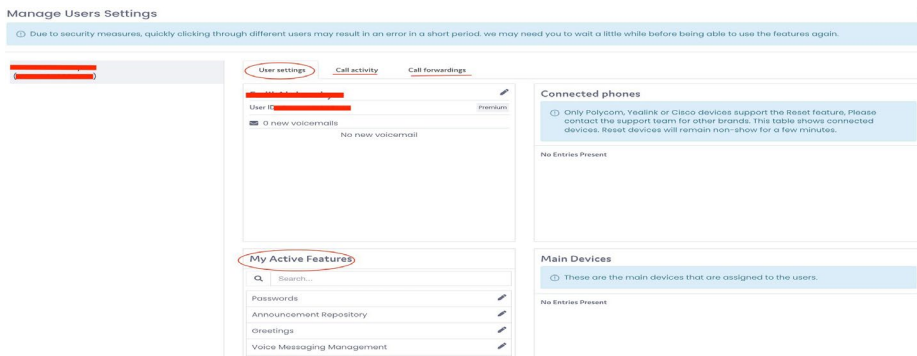 Manage Users Settings
Due to security measures, quickly clicking through different users may result in an error in a short period. we may need you to wait a little while before being able to use the features again.
User settings
Call activity
Call forwardings
User ID
Premium
0 new voicemails
No new voicemail
Connected phones
Only Polycom, Yealink or Cisco devices support the Reset feature, Please
contact the support team for other brands. This table shows connected
devices. Reset devices will remain non-show for a few minutes.
No Entries Present
My Active Features
Search...
Passwords
Announcement Repository
Greetings
Voice Messaging Management
Main Devices
These are the main devices that are assigned to the users.
No Entries Present